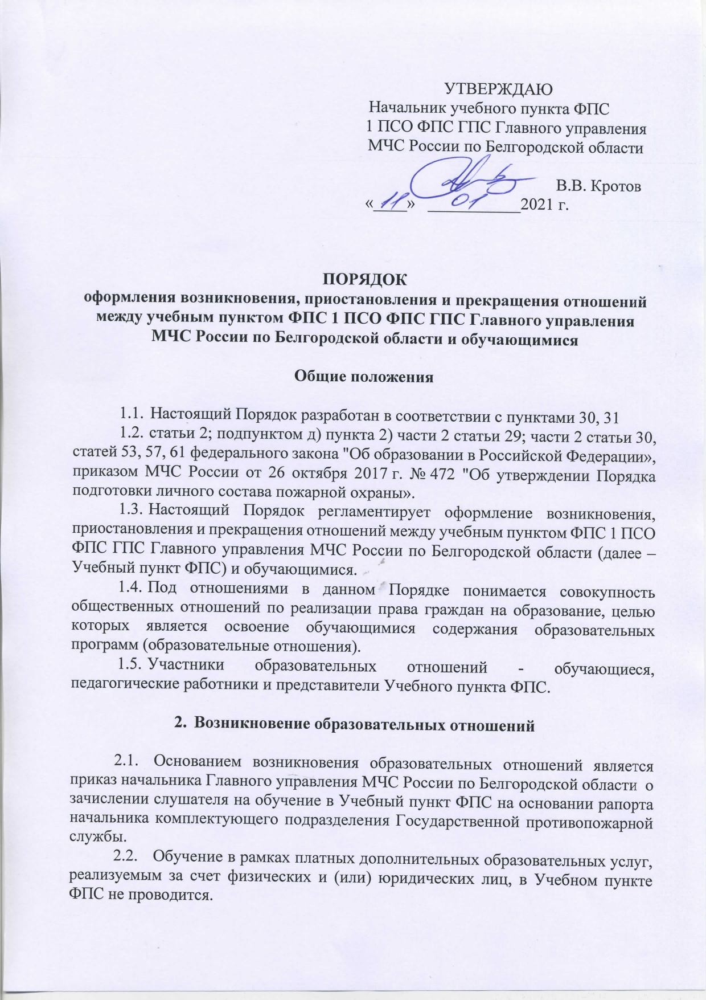 УТВЕРЖДАЮ
Начальник учебного пункта ФПС
1 ПСО ФПС ГПС Главного управления
МЧС России по Белгородской области
В.В. Кротов
«11» 01 2021 г.
ПОРЯДОК
оформления возникновения, приостановления и прекращения отношений
между учебным пунктом ФПС 1 ПСО ФПС ГПС Главного управления
МЧС России по Белгородской области и обучающимися
Общие положения
1.1. Настоящий Порядок разработан в соответствии с пунктами 30, 31
1.2. статьи 2; подпунктом д) пункта 2) части 2 статьи 29; части 2 статьи 30,
статей 53, 57, 61 федерального закона "Об образовании в Российской Федерации»,
приказом МЧС России от 26 октября 2017 г. № 472 "Об утверждении Порядка
подготовки личного состава пожарной охраны».
1.3. Настоящий Порядок регламентирует оформление возникновения,
приостановления и прекращения отношений между учебным пунктом ФПС 1 ПСО
ФПС ГПС Главного управления МЧС России по Белгородской области (далее –
Учебный пункт ФПС) и обучающимися.
1.4. Под отношениями в данном Порядке понимается совокупность
общественных отношений по реализации права граждан на образование, целью
которых является освоение обучающимися содержания образовательных
программ (образовательные отношения).
1.5. Участники образовательных отношений - обучающиеся,
педагогические работники и представители Учебного пункта ФПС.
2. Возникновение образовательных отношений
2.1. Основанием возникновения образовательных отношений является
приказ начальника Главного управления МЧС России по Белгородской области о
зачислении слушателя на обучение в Учебный пункт ФПС на основании рапорта
начальника комплектующего подразделения Государственной противопожарной
службы.
2.2. Обучение в рамках платных дополнительных образовательных услуг,
реализуемым за счет физических и (или) юридических лиц, в Учебном пункте
ФПС не проводится.